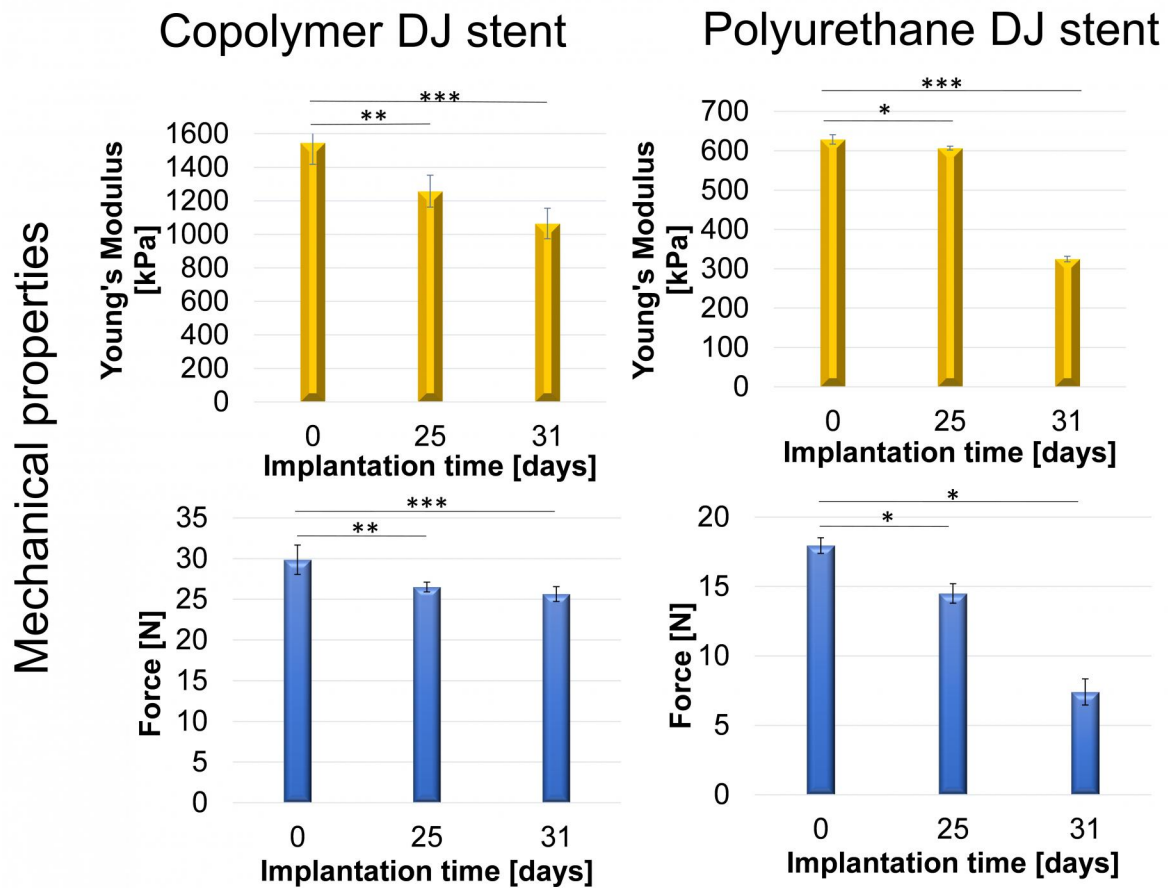 Copolymer DJ stent
Polyurethane DJ stent
Mechanical properties
Young's Modulus
[kPa]
1600
1400
1200
1000
800
600
400
200
0
***
**
0 25 31
Implantation time [days]
Young's Modulus
[kPa]
700
600
500
400
300
200
100
0
***
*
0 25 31
Implantation time [days]
Force [N]
35
30
25
20
15
10
5
0
***
**
0 25 31
Implantation time [days]
Force [N]
20
15
10
5
0
*
*
0 25 31
Implantation time [days]